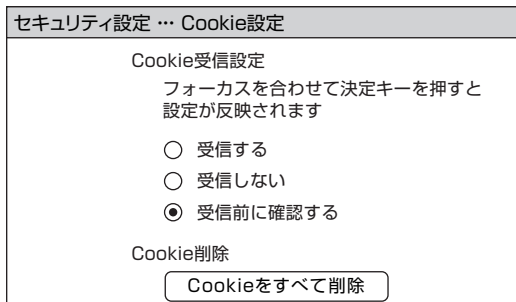 セキュリティ設定 … Cookie設定
Cookie受信設定
フォーカスを合わせて決定キーを押すと
設定が反映されます
受信する
受信しない
受信前に確認する
Cookie削除
Cookieをすべて削除